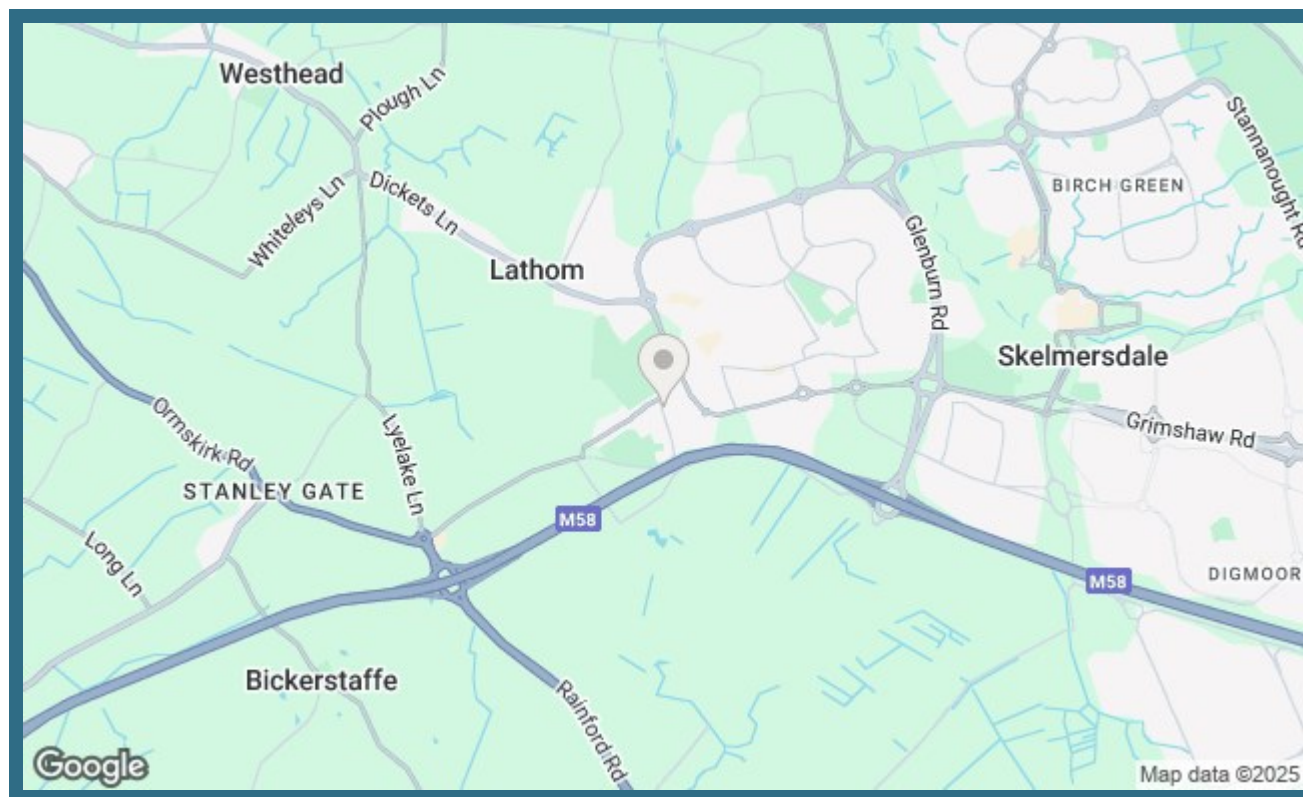 Westhead
Plough Ln
Stannanought Rd
BIRCH GREEN
Whiteleys Ln
Dickets Ln
Glenburn Rd
Lathom
Skelmersdale
Ormskirk Rd
Lyelake Ln
Grimshaw Rd
STANLEY GATE
M58
Long Ln
M58
DIGMOOR
Bickerstaffe
Rainford Rd
Google
Map data ©2025